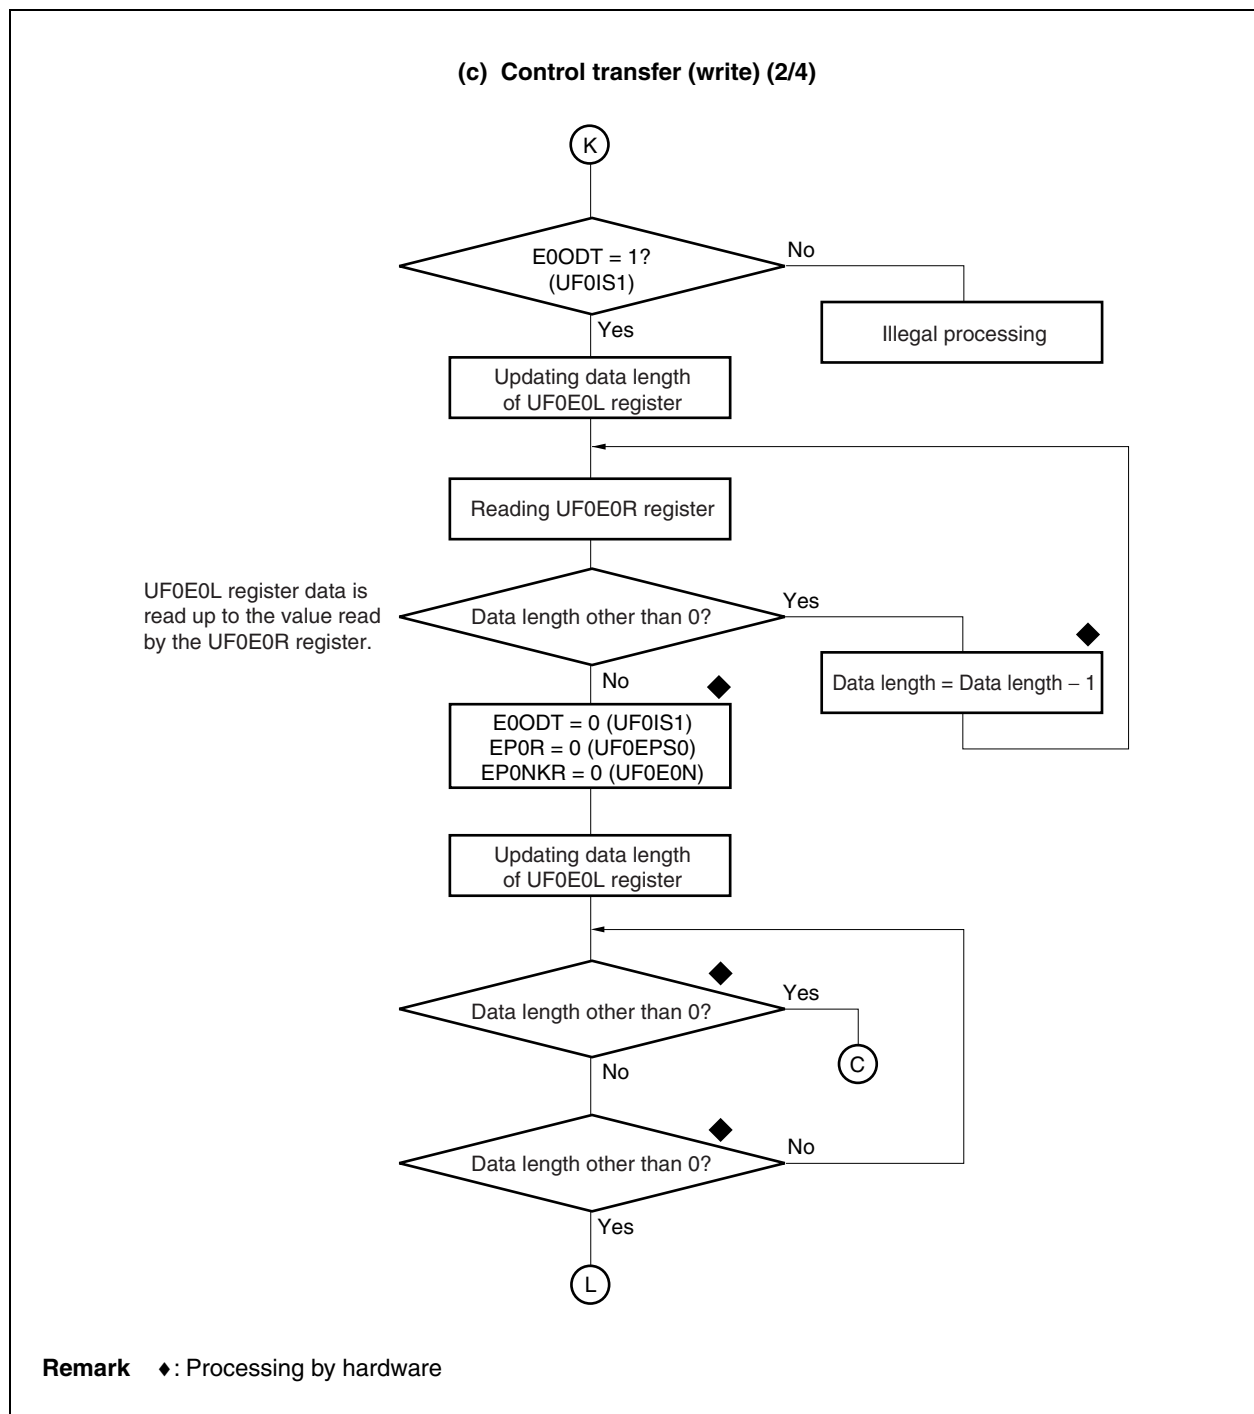 (c) Control transfer (write) (2/4)
K
E0ODT = 1?
(UF0IS1)
No
Yes
Illegal processing
Updating data length
of UF0E0L register
Reading UF0E0R register
UF0E0L register data is
read up to the value read
by the UF0E0R register.
Data length other than 0?
Yes
No
Data length = Data length – 1
E0ODT = 0 (UF0IS1)
EP0R = 0 (UF0EPS0)
EP0NKR = 0 (UF0E0N)
Updating data length
of UF0E0L register
Data length other than 0?
Yes
C
No
Data length other than 0?
No
Yes
L
Remark ♦: Processing by hardware